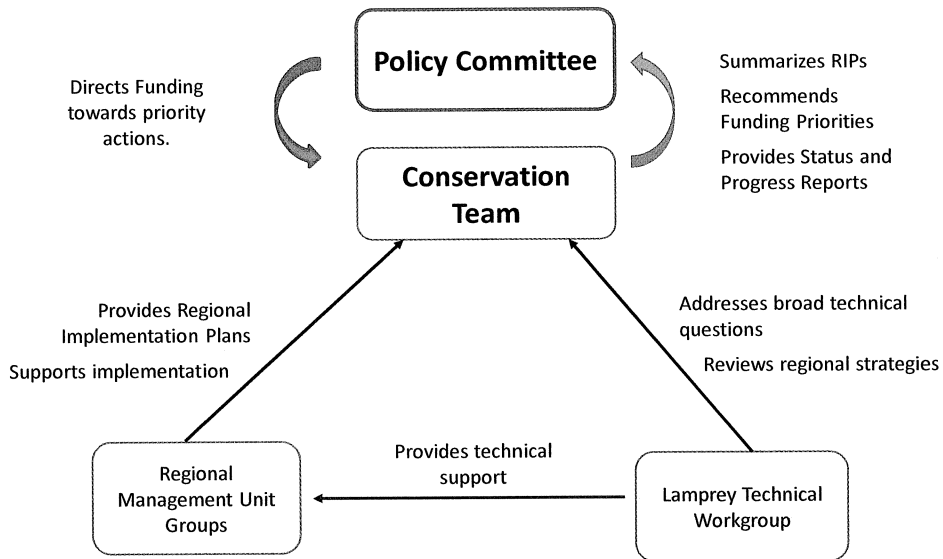 Policy Committee
Directs Funding
towards priority
actions.
Summarizes RIPs
Recommends
Funding Priorities
Provides Status and
Progress Reports
Conservation
Team
Provides Regional
Implementation Plans
Supports implementation
Addresses broad technical
questions
Reviews regional strategies
Provides technical
support
Regional
Management Unit
Groups
Lamprey Technical
Workgroup